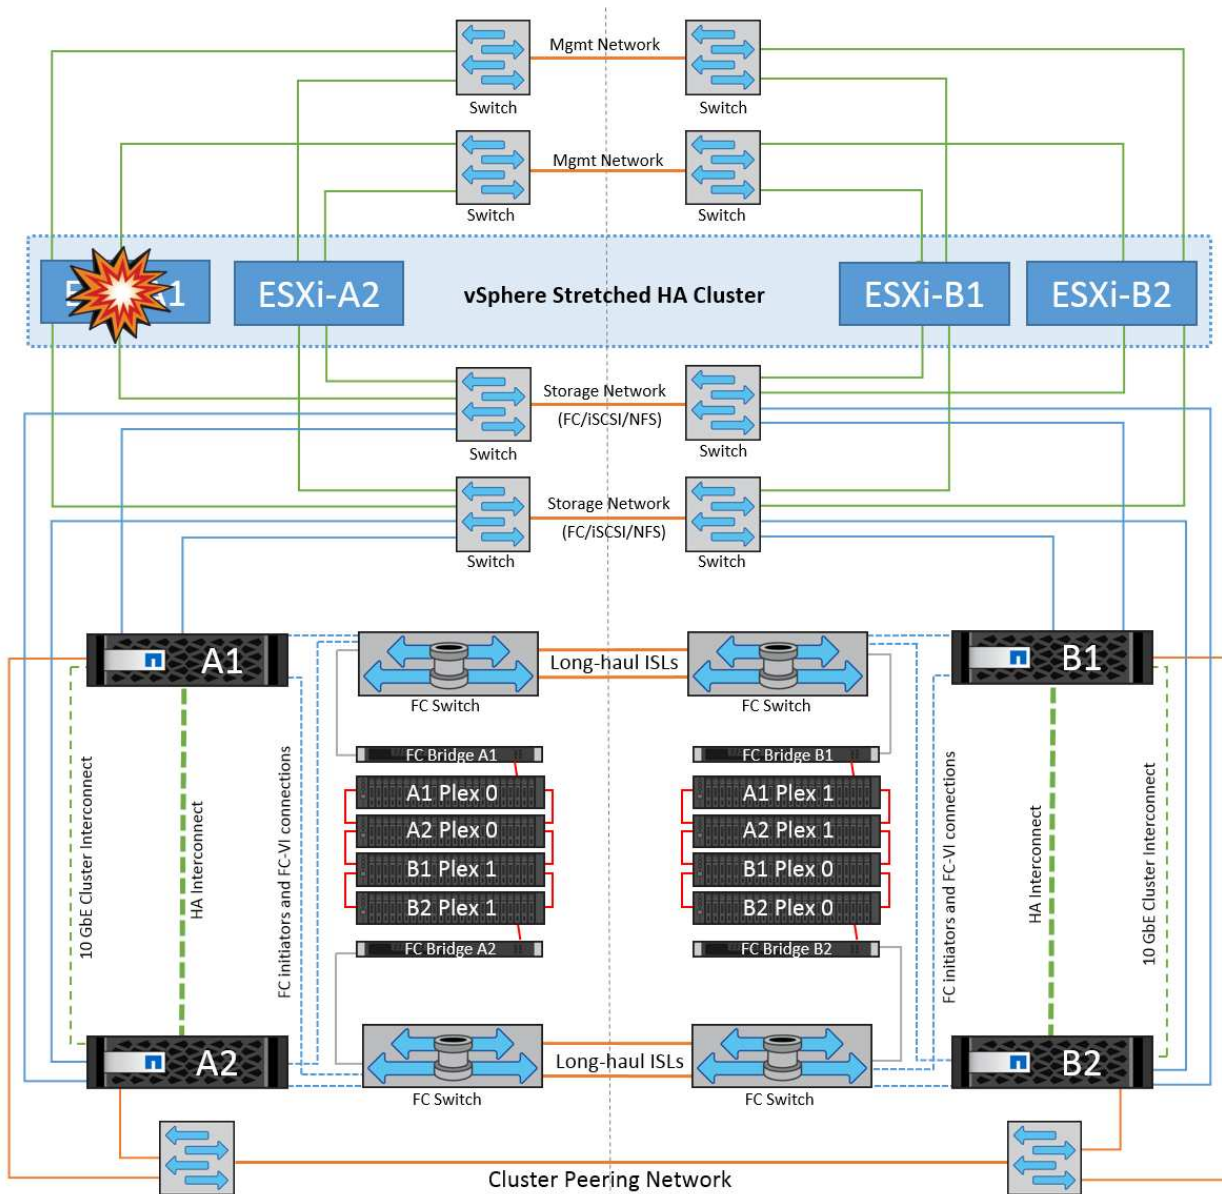 Mgmt Network
Switch
Switch
Mgmt Network
Switch
Switch
A1
ESXi-A2
vSphere Stretched HA Cluster
ESXi-B1
ESXi-B2
Storage Network
(FC/iSCSI/NFS)
Switch
Switch
Storage Network
(FC/iSCSI/NFS)
Switch
Switch
A1
Long-haul ISLs
B1
FC Switch
FC Switch
FC Bridge A1
FC Bridge B1
A1 Plex 0
A1 Plex 1
A2 Plex 0
A2 Plex 1
B1 Plex 1
B1 Plex 0
B2 Plex 1
B2 Plex 0
FC Bridge A2
FC Bridge B2
10 GbE Cluster Interconnect
HA Interconnect
FC initiators and FC-VI connections
FC initiators and FC-VI connections
HA Interconnect
10 GbE Cluster Interconnect
A2
Long-haul ISLs
B2
FC Switch
FC Switch
Cluster Peering Network